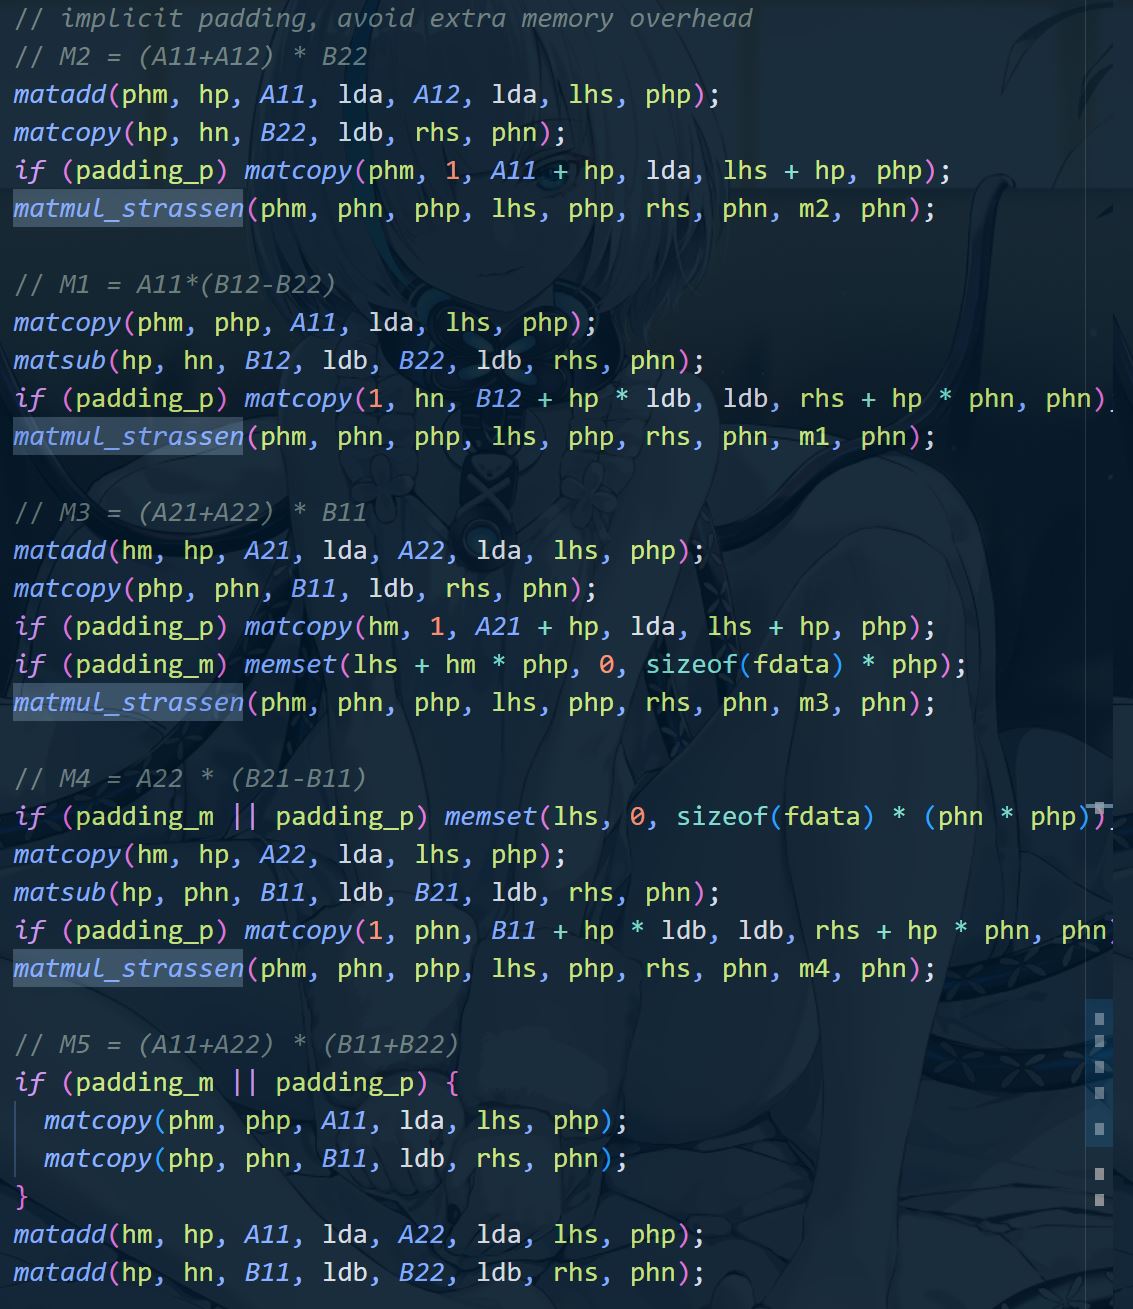 // implicit padding, avoid extra memory overhead
// M2 = (A11+A12) * B22
matadd(phm, hp, A11, lda, A12, lda, lhs, php);
matcopy(hp, hn, B22, ldb, rhs, phn);
if (padding_p) matcopy(phm, 1, A11 + hp, lda, lhs + hp, php);
matmul_strassen(phm, phn, php, lhs, php, rhs, phn, m2, phn);
// M1 = A11*(B12-B22)
matcopy(phm, php, A11, lda, lhs, php);
matsub(hp, hn, B12, ldb, B22, ldb, rhs, phn);
if (padding_p) matcopy(1, hn, B12 + hp * ldb, ldb, rhs + hp * phn, phn)
matmul_strassen(phm, phn, php, lhs, php, rhs, phn, m1, phn);
// M3 = (A21+A22) * B11
matadd(hm, hp, A21, lda, A22, lda, lhs, php);
matcopy(php, phn, B11, ldb, rhs, phn);
if (padding_p) matcopy(hm, 1, A21 + hp, lda, lhs + hp, php);
if (padding_m) memset(lhs + hm * php, 0, sizeof(fdata) * php);
matmul_strassen(phm, phn, php, lhs, php, rhs, phn, m3, phn);
// M4 = A22 * (B21-B11)
if (padding_m || padding_p) memset(lhs, 0, sizeof(fdata) * (phn * php))
matcopy(hm, hp, A22, lda, lhs, php);
matsub(hp, phn, B11, ldb, B21, ldb, rhs, phn);
if (padding_p) matcopy(1, phn, B11 + hp * ldb, ldb, rhs + hp * phn, phn)
matmul_strassen(phm, phn, php, lhs, php, rhs, phn, m4, phn);
// M5 = (A11+A22) * (B11+B22)
if (padding_m || padding_p) {
  matcopy(phm, php, A11, lda, lhs, php);
  matcopy(php, phn, B11, ldb, rhs, phn);
}
matadd(hm, hp, A11, lda, A22, lda, lhs, php);
matadd(hp, hn, B11, ldb, B22, ldb, rhs, phn);